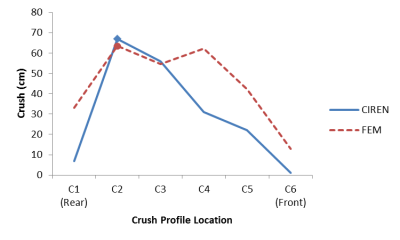 80
70
60
50
40
30
20
10
0
Crush (cm)
C1 C2 C3 C4 C5 C6
(Rear) (Front)
Crush Profile Location
CIREN
FEM